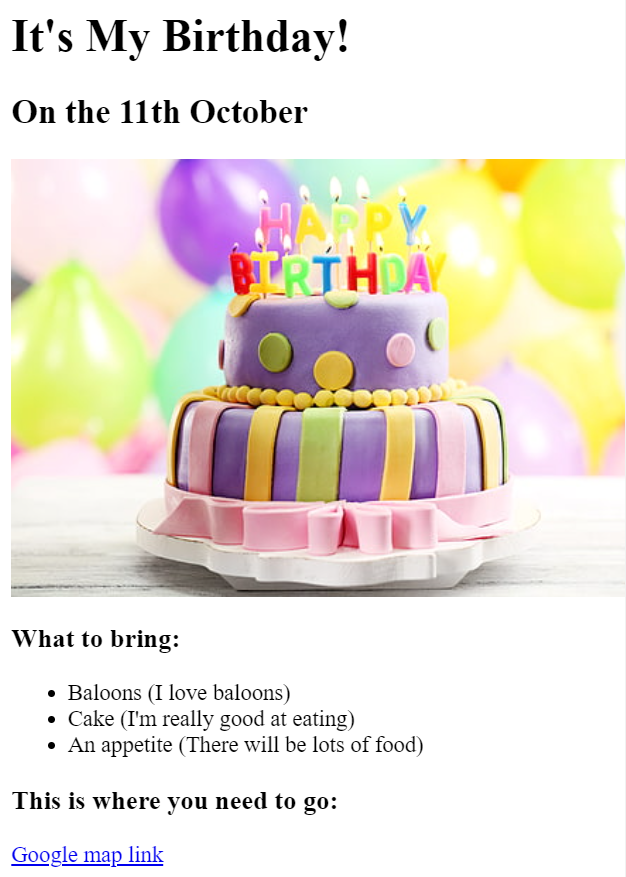 It's My Birthday!
On the 11th October
HAPPY
BIRTHDAY
What to bring:
Baloons (I love baloons)
Cake (I'm really good at eating)
An appetite (There will be lots of food)
This is where you need to go:
Google map link